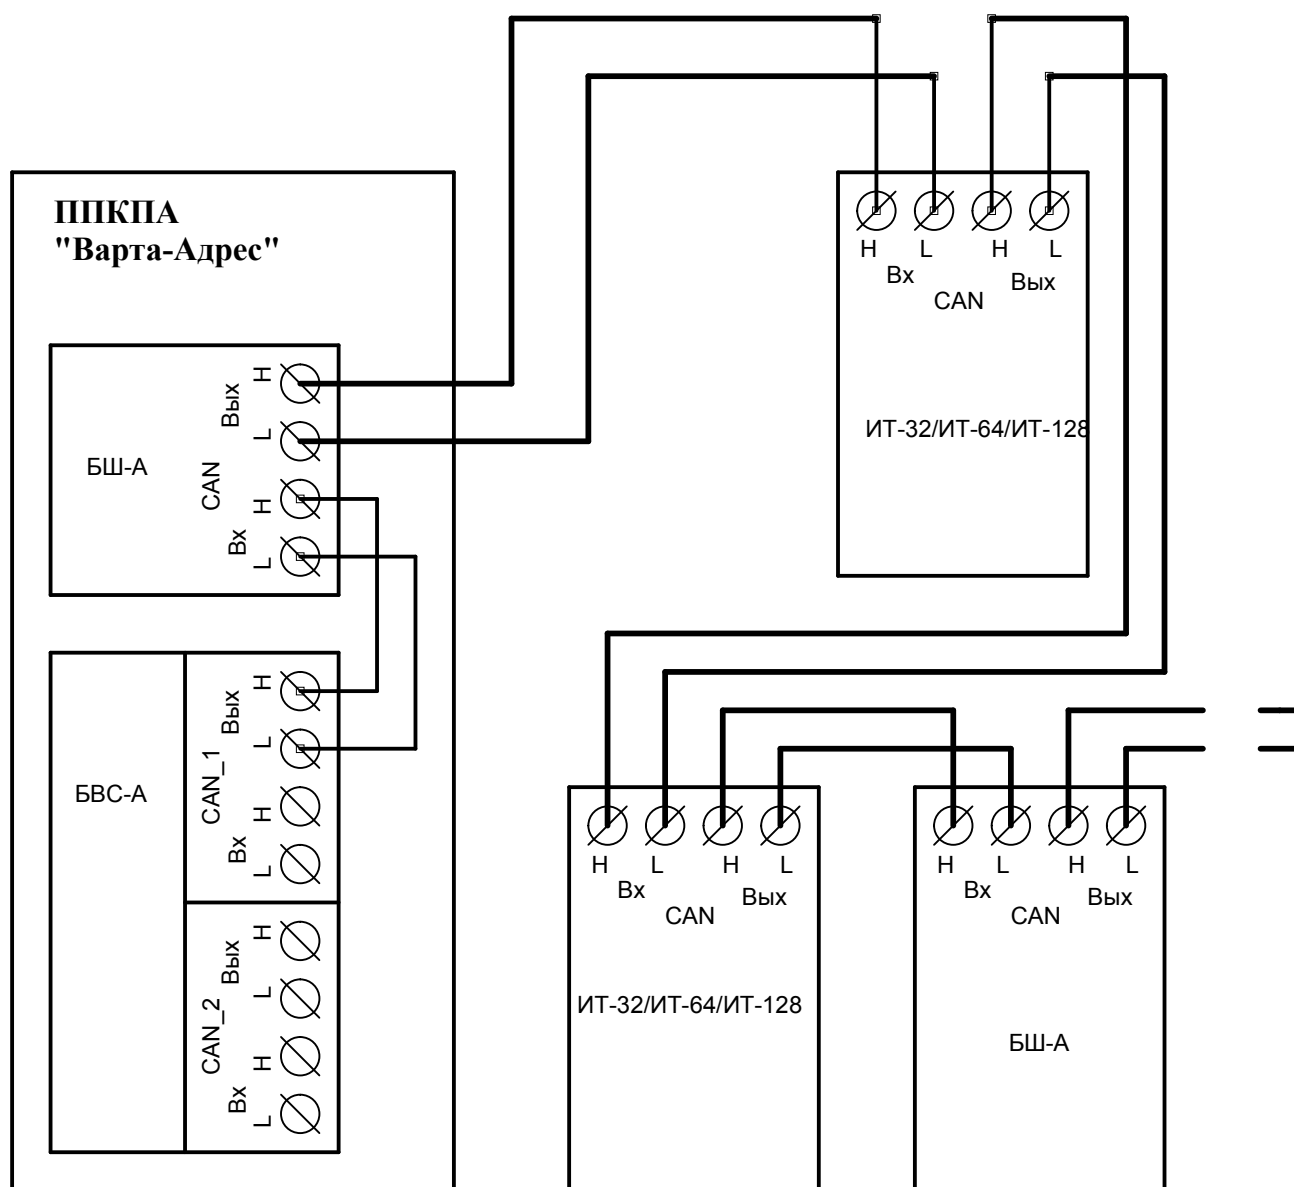 ППКПА
"Варта-Адрес"
H
L
H
L
Вх
Вых
CAN
ИТ-32/ИТ-64/ИТ-128
БШ-А
CAN
Вых
H
L
Вх
H
L
БВС-А
CAN_1
Вых
H
L
Вх
H
L
CAN_2
Вых
H
L
Вх
H
L
H
L
H
L
Вх
Вых
CAN
ИТ-32/ИТ-64/ИТ-128
H
L
H
L
Вх
Вых
CAN
БШ-А